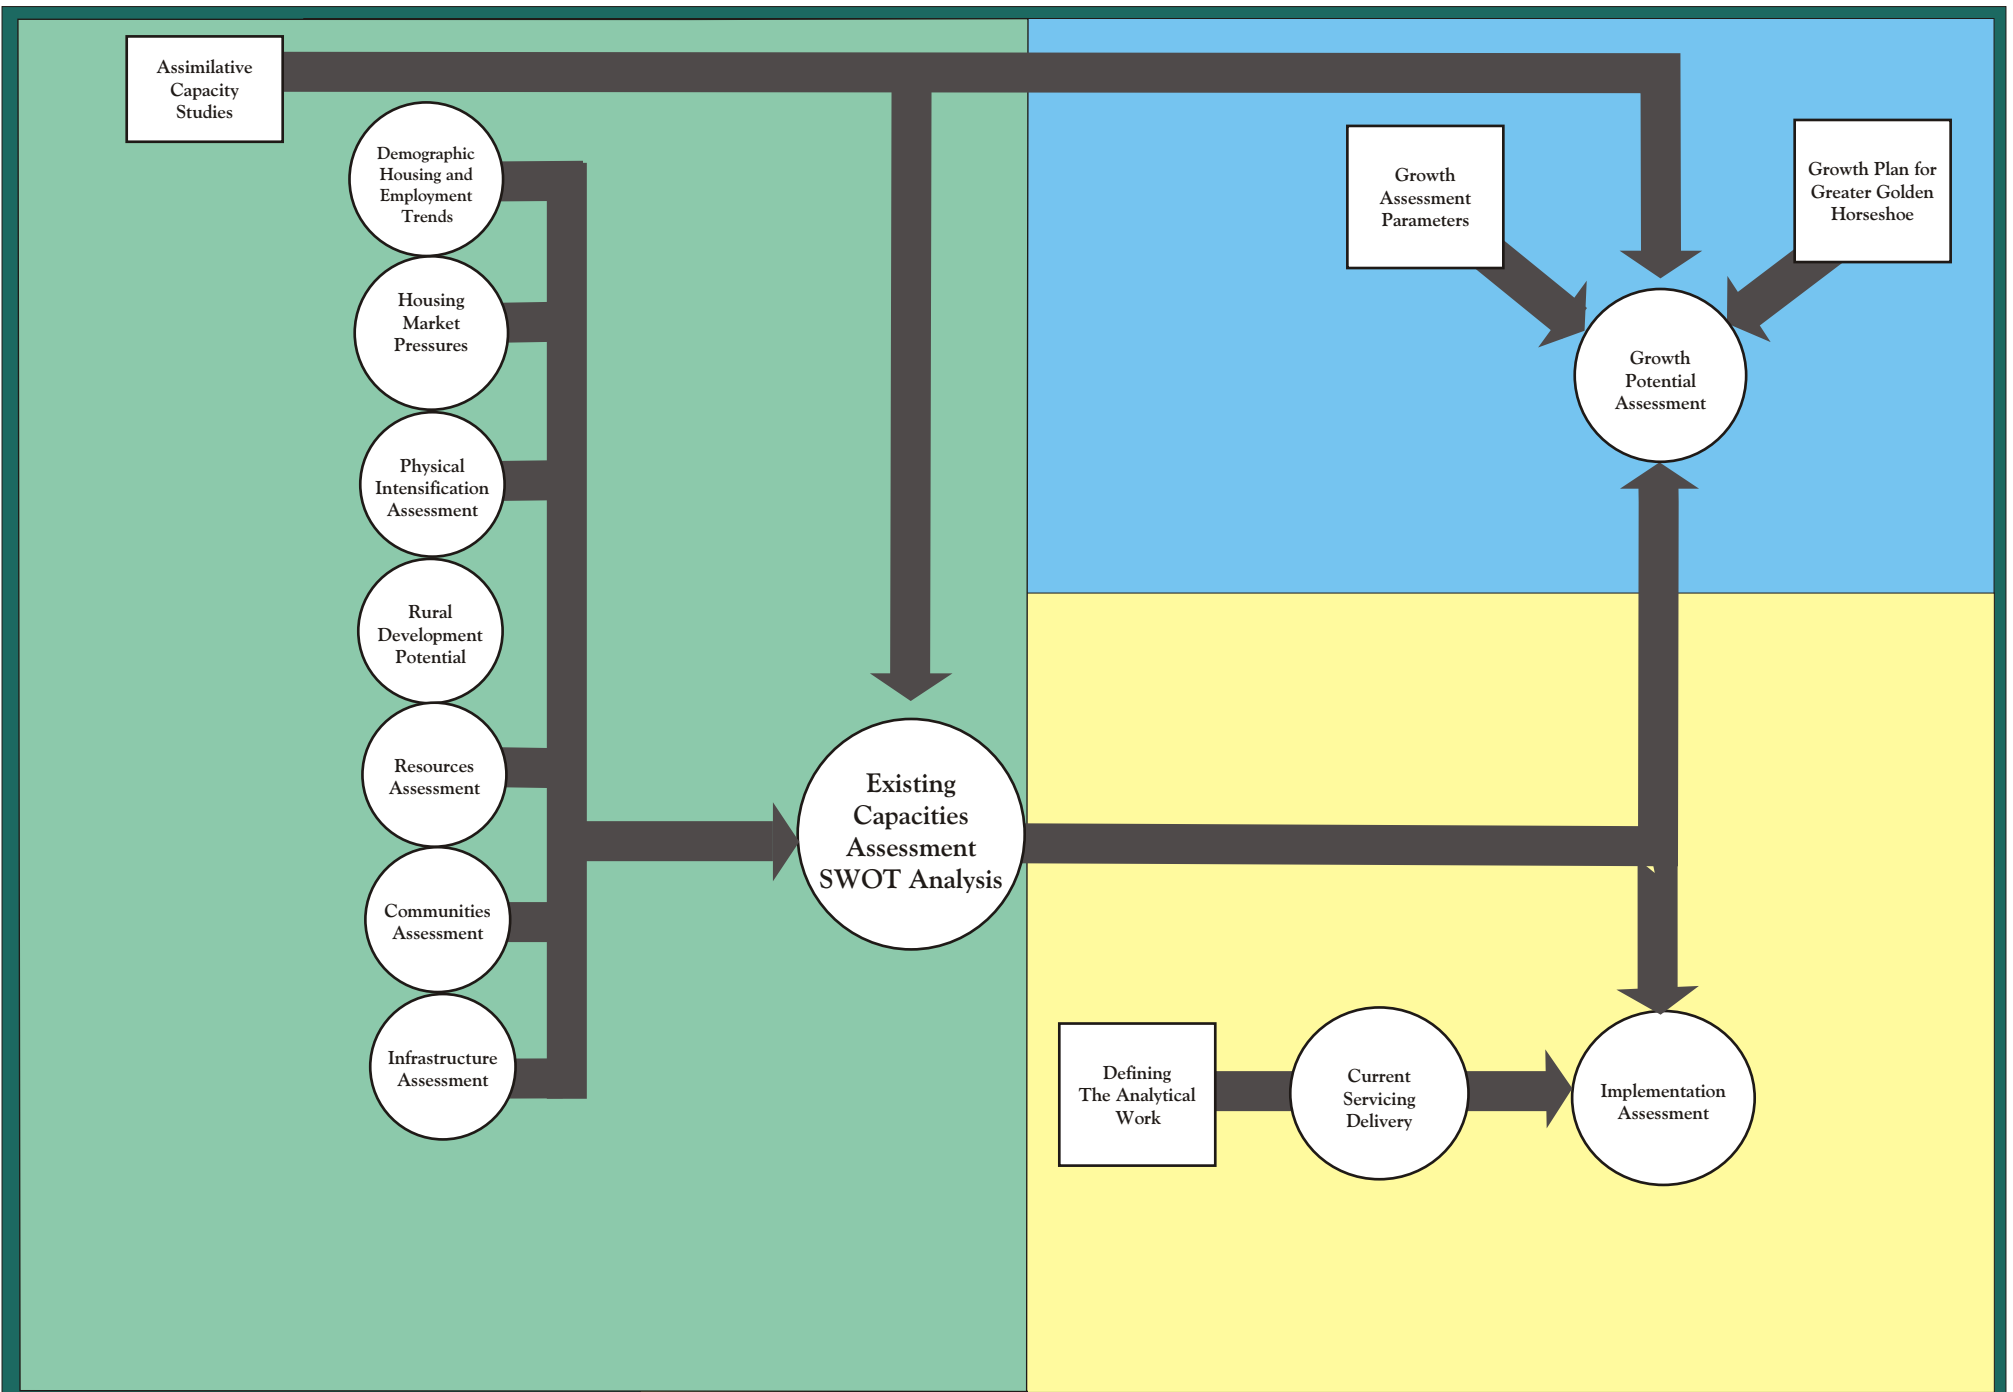 Assimilative
Capacity
Studies
Demographic
Housing and
Employment
Trends
Housing
Market
Pressures
Physical
Intensification
Assessment
Rural
Development
Potential
Resources
Assessment
Communities
Assessment
Infrastructure
Assessment
Existing
Capacities
Assessment
SWOT Analysis
Growth
Assessment
Parameters
Growth Plan for
Greater Golden
Horseshoe
Growth
Potential
Assessment
Defining
The Analytical
Work
Current
Servicing
Delivery
Implementation
Assessment